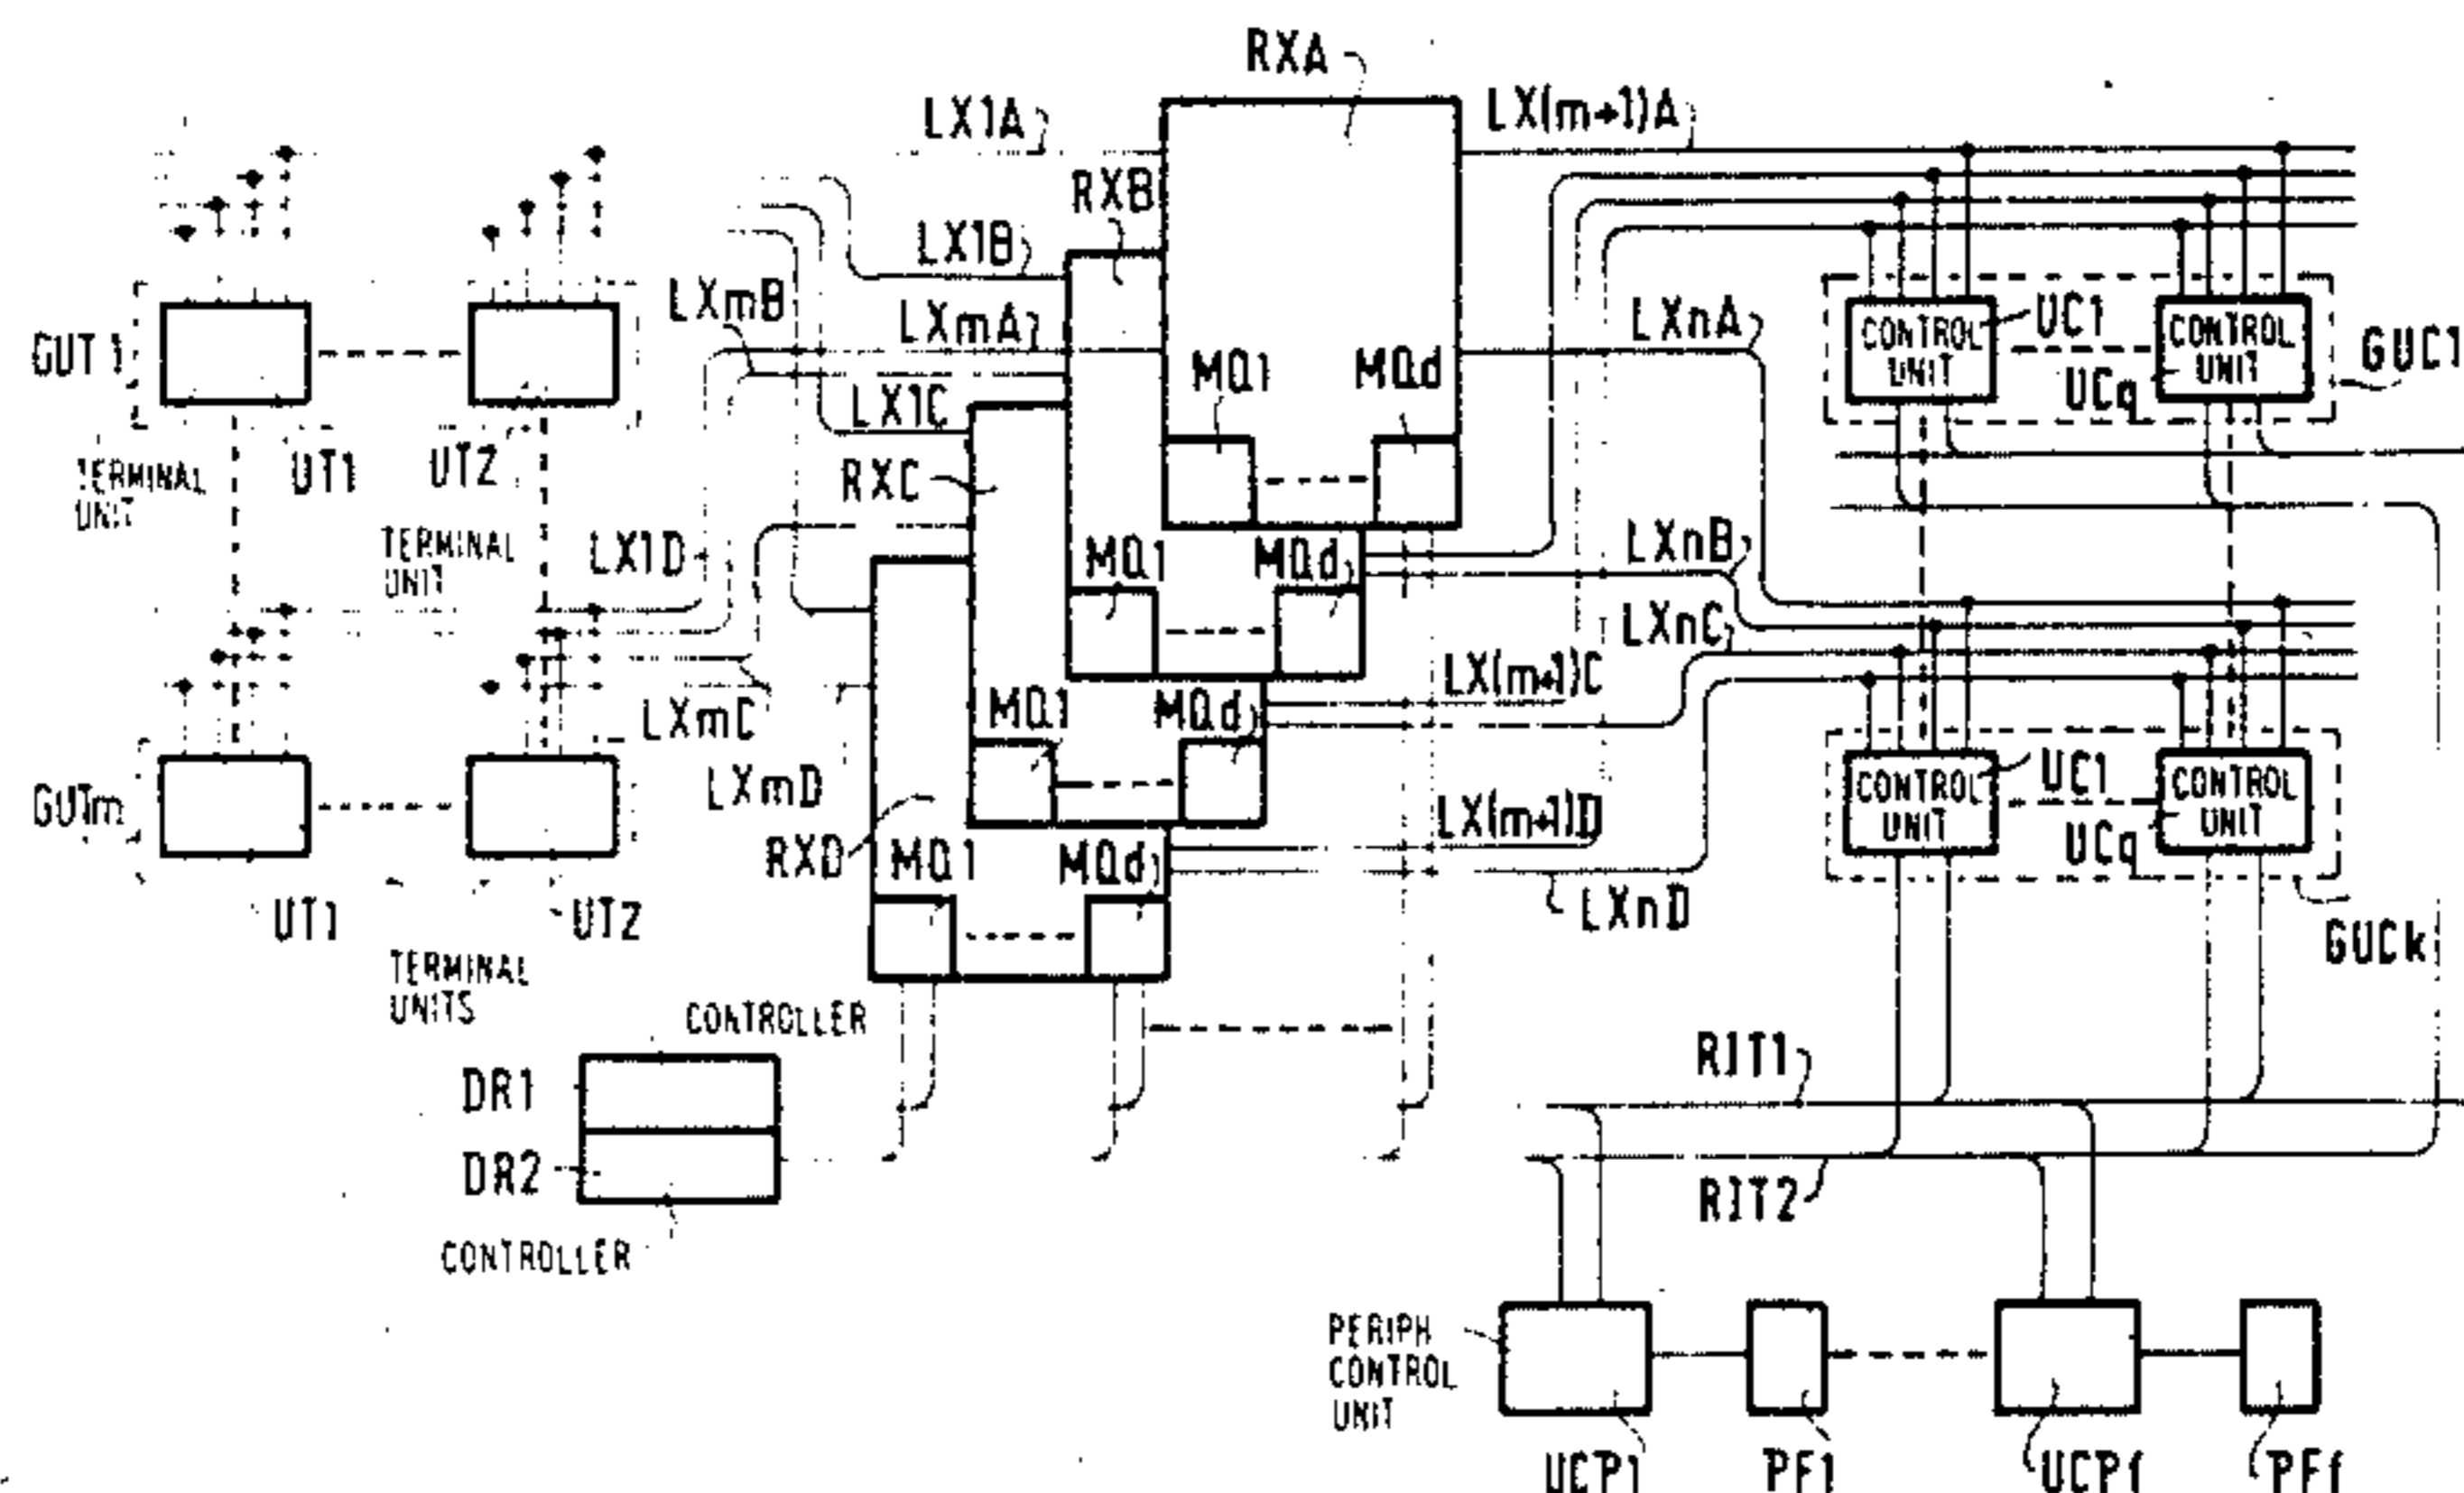 RXA
LX1A
LX(m+1)A
RXB
LX1B
LXmB
LXmA
LXnA
CONTROL
UNIT
UC1
CONTROL
UNIT
UCq
GUC1
GUT1
MQ1
MQd
LX1C
UT1
UT2
TERMINAL
UNIT
RXC
TERMINAL
UNIT
LX1D
MQ1
MQd
LXnB
LXnC
LX(m+1)C
LXmC
MQ1
MQd
GUTm
LXmD
CONTROL
UNIT
UC1
CONTROL
UNIT
UCq
RXD
MQ1
MQd
LX(m+1)D
LXnD
UT1
UT2
GUCk
TERMINAL
UNITS
CONTROLLER
DR1
DR2
RIT1
RIT2
CONTROLLER
PERIPH
CONTROL
UNIT
UCP1
PF1
UCPf
PFf